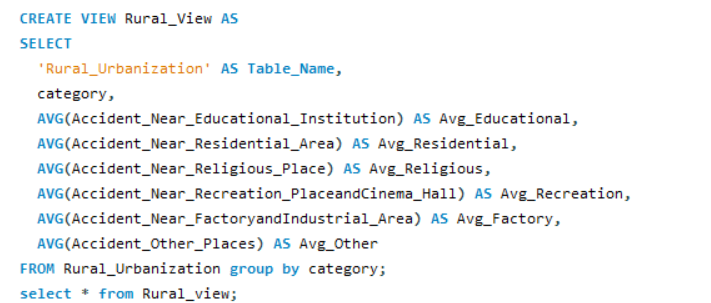 CREATE VIEW Rural_View AS
SELECT
'Rural_Urbanization' AS Table_Name,
category,
AVG(Accident_Near_Educational_Institution) AS Avg_Educational,
AVG(Accident_Near_Residential_Area) AS Avg_Residential,
AVG(Accident_Near_Religious_Place) AS Avg_Religious,
AVG(Accident_Near_Recreation_PlaceandCinema_Hall) AS Avg_Recreation,
AVG(Accident_Near_FactoryandIndustrial_Area) AS Avg_Factory,
AVG(Accident_Other_Places) AS Avg_Other
FROM Rural_Urbanization group by category;
select * from Rural_view;